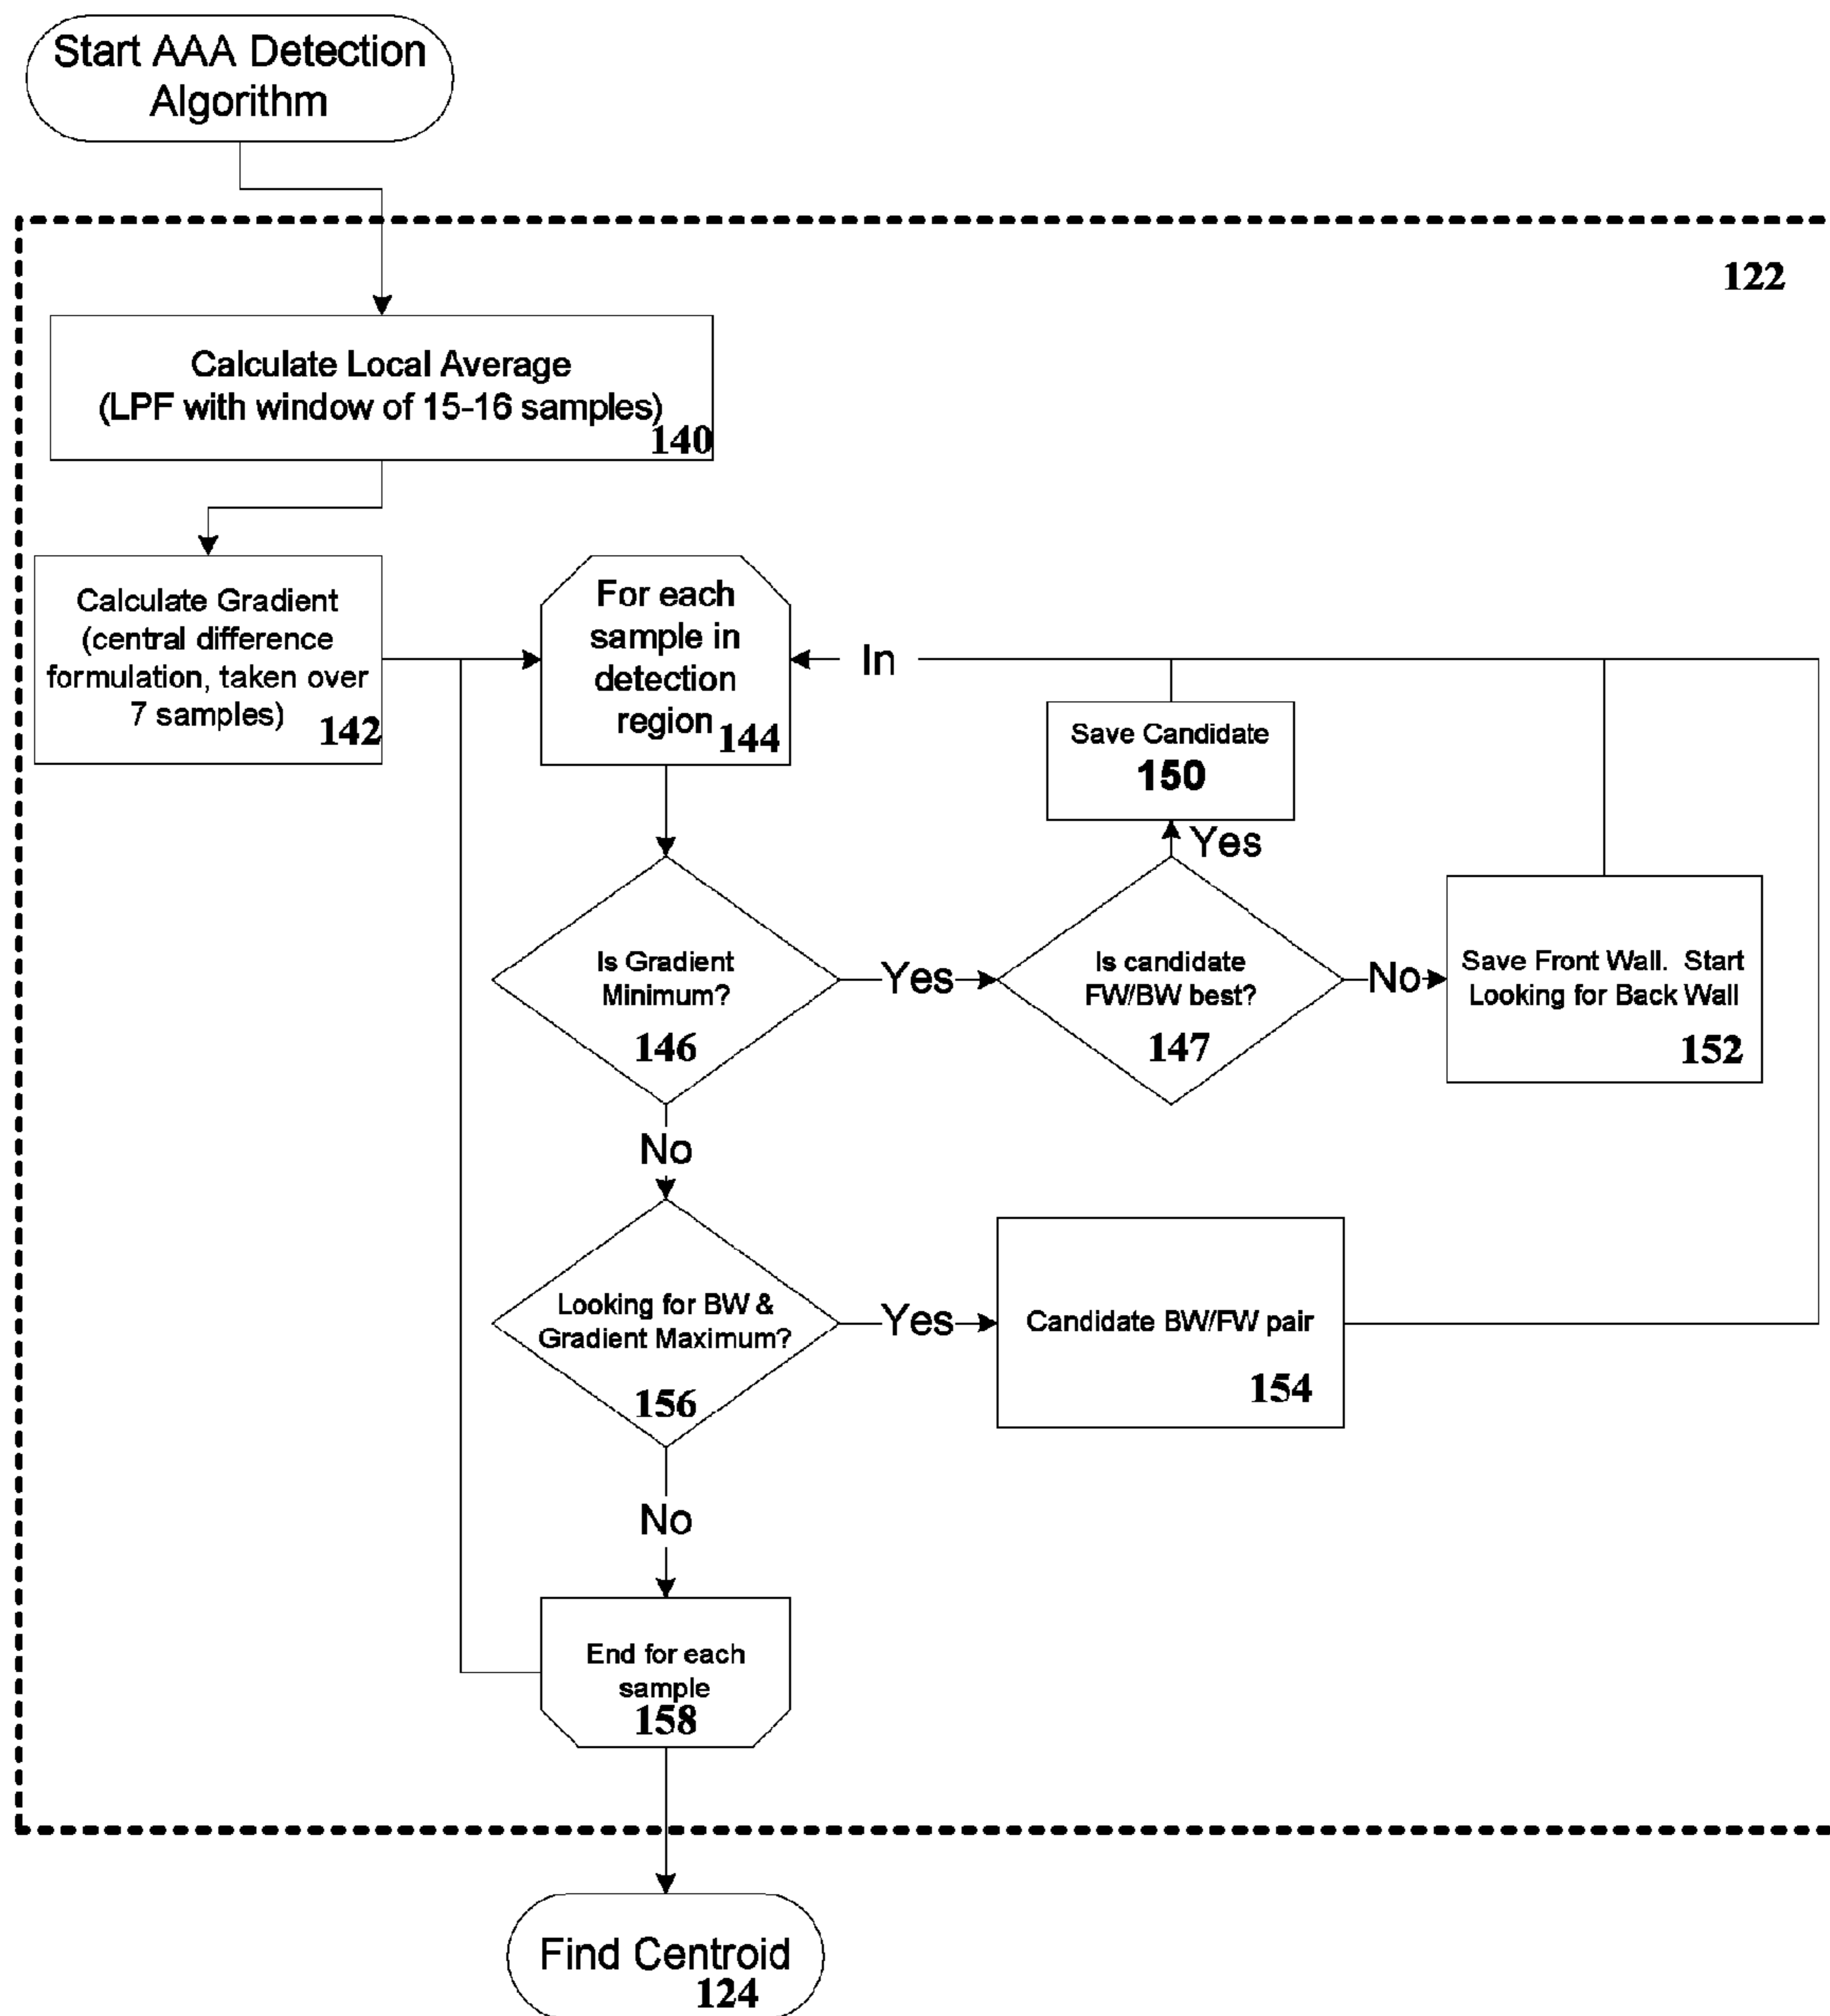 Start AAA Detection
Algorithm
122
Calculate Local Average
(LPF with window of 15-16 samples)
140
Calculate Gradient
(central difference
formulation, taken over
7 samples)
142
For each
sample in
detection
region
144
In
Save Candidate
150
Yes
Is Gradient
Minimum?
146
Yes
Is candidate
FW/BW best?
147
No
Save Front Wall. Start
Looking for Back Wall
152
No
Looking for BW &
Gradient Maximum?
156
Yes
Candidate BW/FW pair
154
No
End for each
sample
158
Find Centroid
124